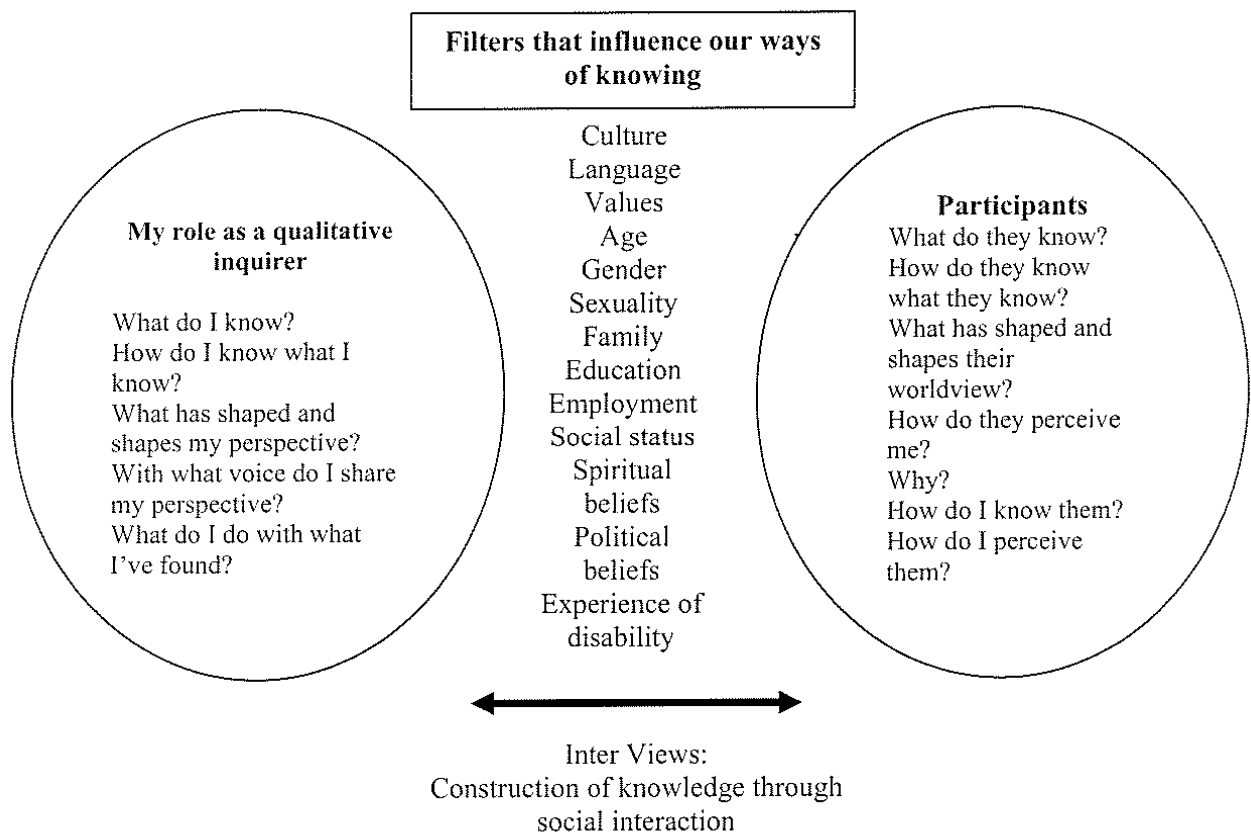 Filters that influence our ways
of knowing
My role as a qualitative
inquirer
What do I know?
How do I know what I
know?
What has shaped and
shapes my perspective?
With what voice do I share
my perspective?
What do I do with what
I've found?
Culture
Language
Values
Age
Gender
Sexuality
Family
Education
Employment
Social status
Spiritual
beliefs
Political
beliefs
Experience of
disability
Participants
What do they know?
How do they know
what they know?
What has shaped and
shapes their
worldview?
How do they perceive
me?
Why?
How do I know them?
How do I perceive
them?
Inter Views:
Construction of knowledge through
social interaction